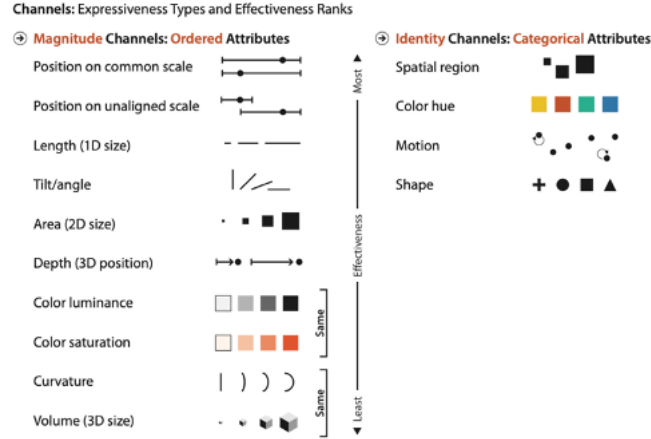 Channels: Expressiveness Types and Effectiveness Ranks
Magnitude Channels: Ordered Attributes
Position on common scale
Position on unaligned scale
Length (1D size)
Tilt/angle
Area (2D size)
Depth (3D position)
Color luminance
Color saturation
Curvature
Volume (3D size)
Same
Same
Most
Effectiveness
Least
Identity Channels: Categorical Attributes
Spatial region
Color hue
Motion
Shape